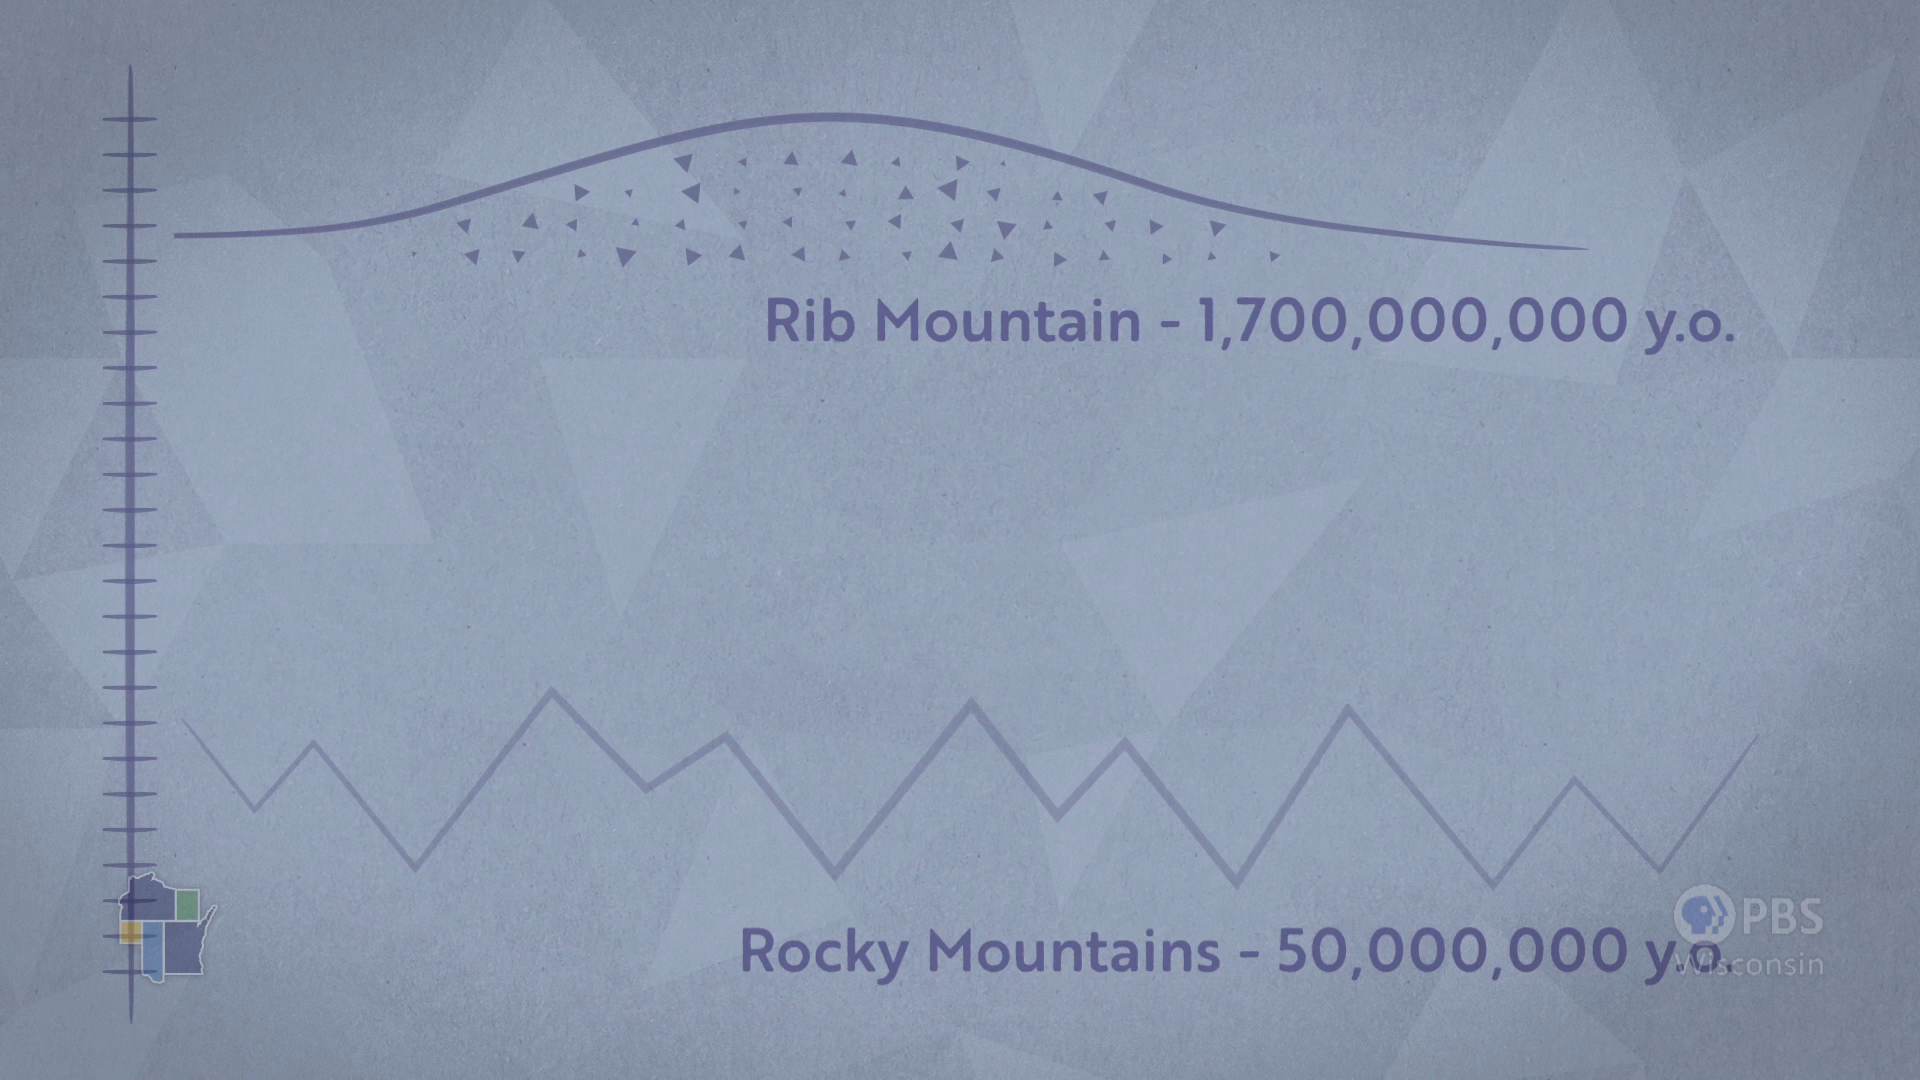 Rib Mountain - 1,700,000,000 y.o.
Rocky Mountains - 50,000,000 y.o.
PBS
Wisconsin